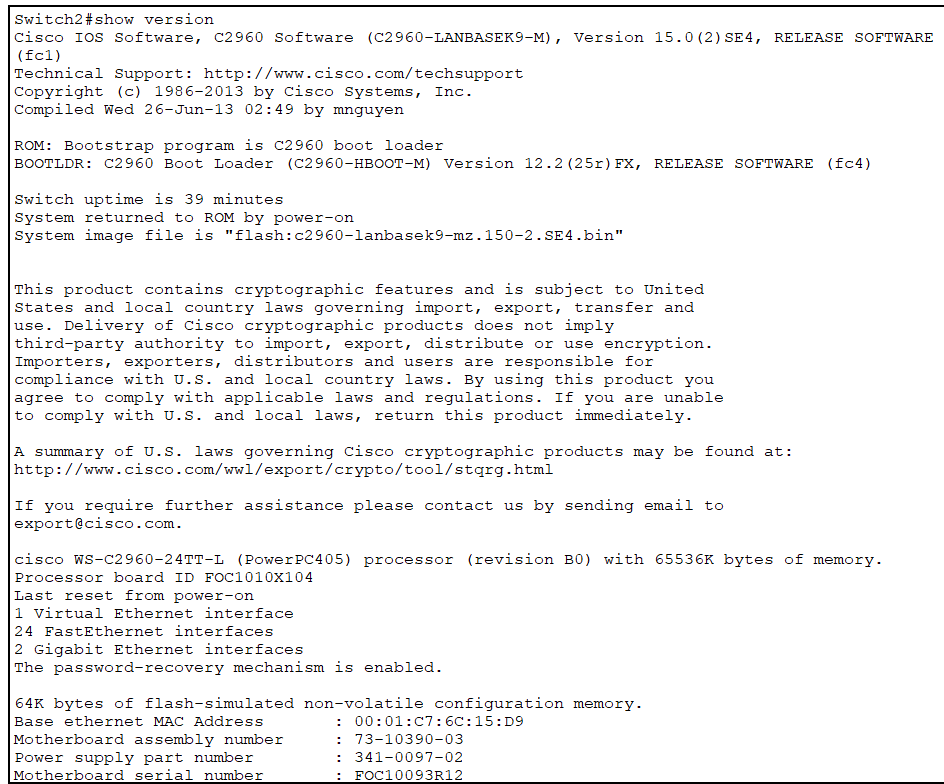 Switch2#show version
Cisco IOS Software, C2960 Software (C2960-LANBASEK9-M), Version 15.0(2)SE4, RELEASE SOFTWARE
(fc1)
Technical Support: http://www.cisco.com/techsupport
Copyright (c) 1986-2013 by Cisco Systems, Inc.
Compiled Wed 26-Jun-13 02:49 by mnguyen

ROM: Bootstrap program is C2960 boot loader
BOOTLDR: C2960 Boot Loader (C2960-HBOOT-M) Version 12.2(25r)FX, RELEASE SOFTWARE (fc4)

Switch uptime is 39 minutes
System returned to ROM by power-on
System image file is "flash:c2960-lanbasek9-mz.150-2.SE4.bin"

This product contains cryptographic features and is subject to United
States and local country laws governing import, export, transfer and
use. Delivery of Cisco cryptographic products does not imply
third-party authority to import, export, distribute or use encryption.
Importers, exporters, distributors and users are responsible for
compliance with U.S. and local country laws. By using this product you
agree to comply with applicable laws and regulations. If you are unable
to comply with U.S. and local laws, return this product immediately.

A summary of U.S. laws governing Cisco cryptographic products may be found at:
http://www.cisco.com/wwl/export/crypto/tool/stqrg.html

If you require further assistance please contact us by sending email to
export@cisco.com.

cisco WS-C2960-24TT-L (PowerPC405) processor (revision B0) with 65536K bytes of memory.
Processor board ID FOC1010X104
Last reset from power-on
1 Virtual Ethernet interface
24 FastEthernet interfaces
2 Gigabit Ethernet interfaces
The password-recovery mechanism is enabled.

64K bytes of flash-simulated non-volatile configuration memory.
Base ethernet MAC Address : 00:01:C7:6C:15:D9
Motherboard assembly number : 73-10390-03
Power supply part number : 341-0097-02
Motherboard serial number : FOC10093R12